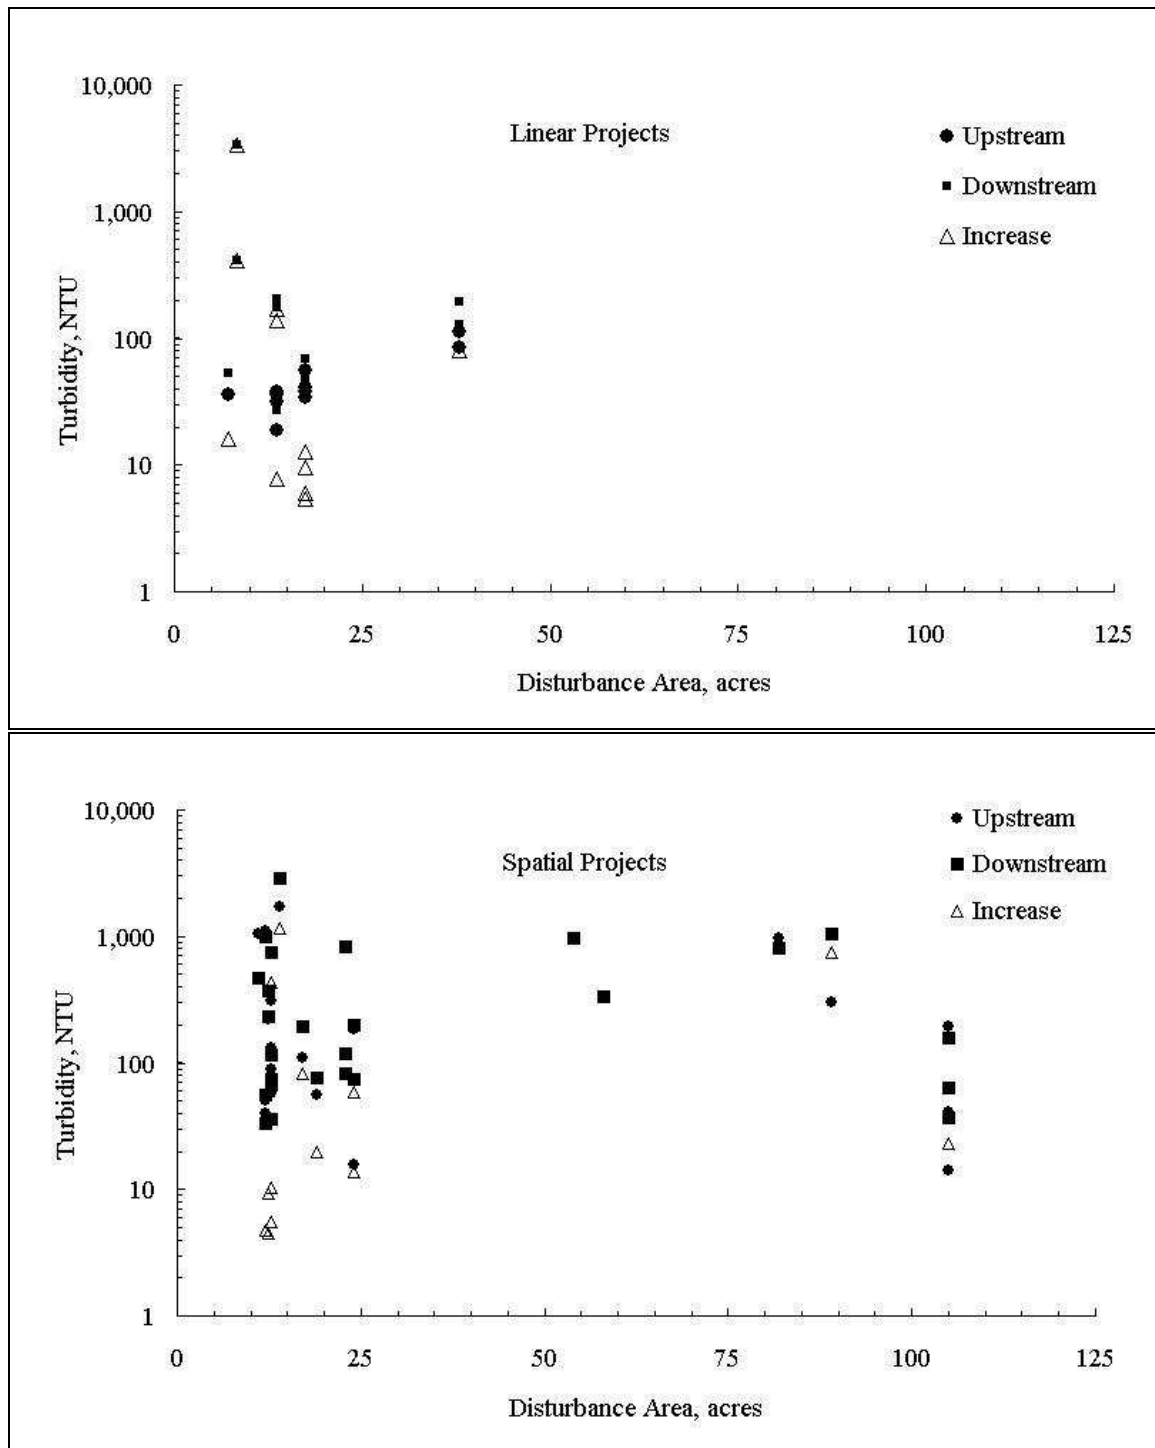 10,000
Linear Projects
Upstream
1,000
Downstream
Increase
Turbidity, NTU
100
10
1
0 25 50 75 100 125
Disturbance Area, acres
10,000
Upstream
Spatial Projects
Downstream
1,000
Increase
Turbidity, NTU
100
10
1
0 25 50 75 100 125
Disturbance Area, acres